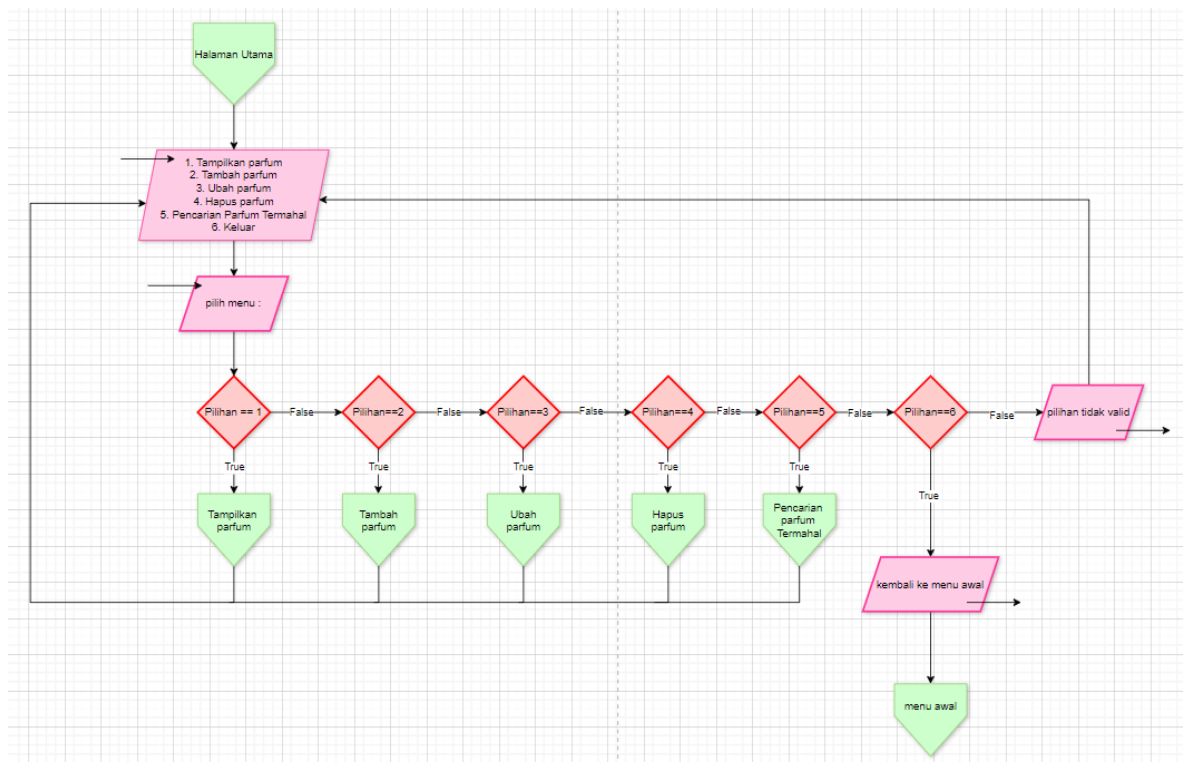 Halaman Utama
1. Tampilkan parfum
2. Tambah parfum
3. Ubah parfum
4. Hapus parfum
5. Pencarian Parfum Termahal
6. Keluar
pilih menu :
Pilihan == 1
False
Pilihan==2
False
Pilihan==3
False
Pilihan==4
False
Pilihan==5
False
Pilihan==6
False
pilihan tidak valid
True
True
True
True
True
True
Tampilkan
parfum
Tambah
parfum
Ubah
parfum
Hapus
parfum
Pencarian
parfum
Termahal
kembali ke menu awal
menu awal